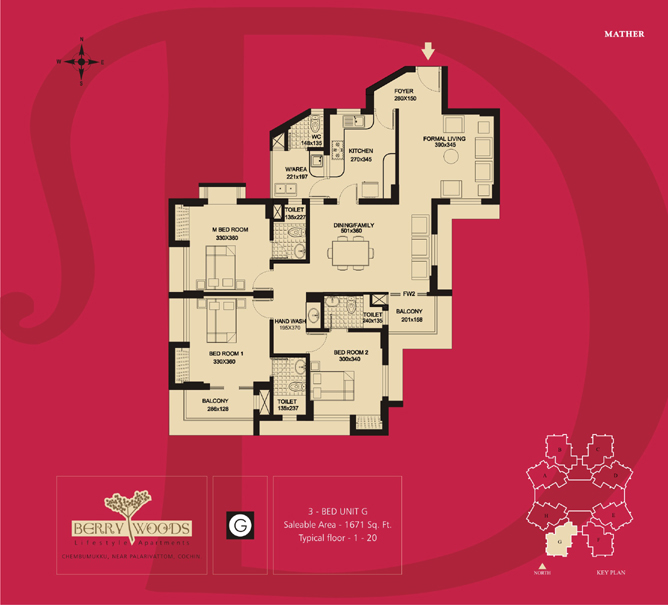 MATHER
N
W E
S
FOYER
280X150
WC
148x135
KITCHEN
270x345
FORMAL LIVING
390x345
W/AREA
221x197
TOILET
135x227
M BED ROOM
330X360
DINING/FAMILY
501x360
FW2
BALCONY
201x158
TOILET
240x135
HAND WASH
195X370
BED ROOM 1
330X360
BED ROOM 2
300x340
BALCONY
286x128
TOILET
135x237
BERRY WOODS
Lifestyle Apartments
CHEMBUMUKKU, NEAR PALARIVATTOM, COCHIN
G
3 - BED UNIT G
Saleable Area - 1671 Sq. Ft.
Typical floor - 1 - 20
B C
A D
H E
G F
NORTH
KEY PLAN